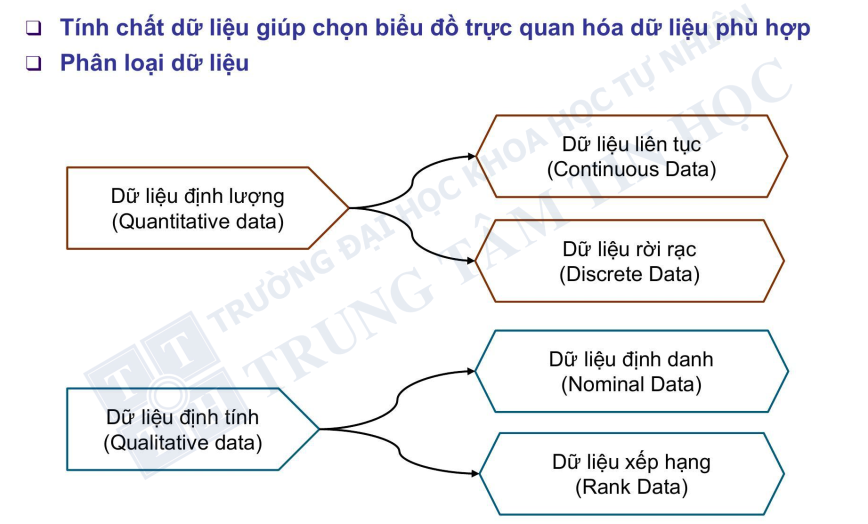 Tính chất dữ liệu giúp chọn biểu đồ trực quan hóa dữ liệu phù hợp
Phân loại dữ liệu
Dữ liệu định lượng
(Quantitative data)
Dữ liệu liên tục
(Continuous Data)
Dữ liệu rời rạc
(Discrete Data)
Dữ liệu định tính
(Qualitative data)
Dữ liệu định danh
(Nominal Data)
Dữ liệu xếp hạng
(Rank Data)
TRƯỜNG ĐẠI HỌC KHOA HỌC TỰ NHIÊN
TRUNG TÂM TIN HỌC